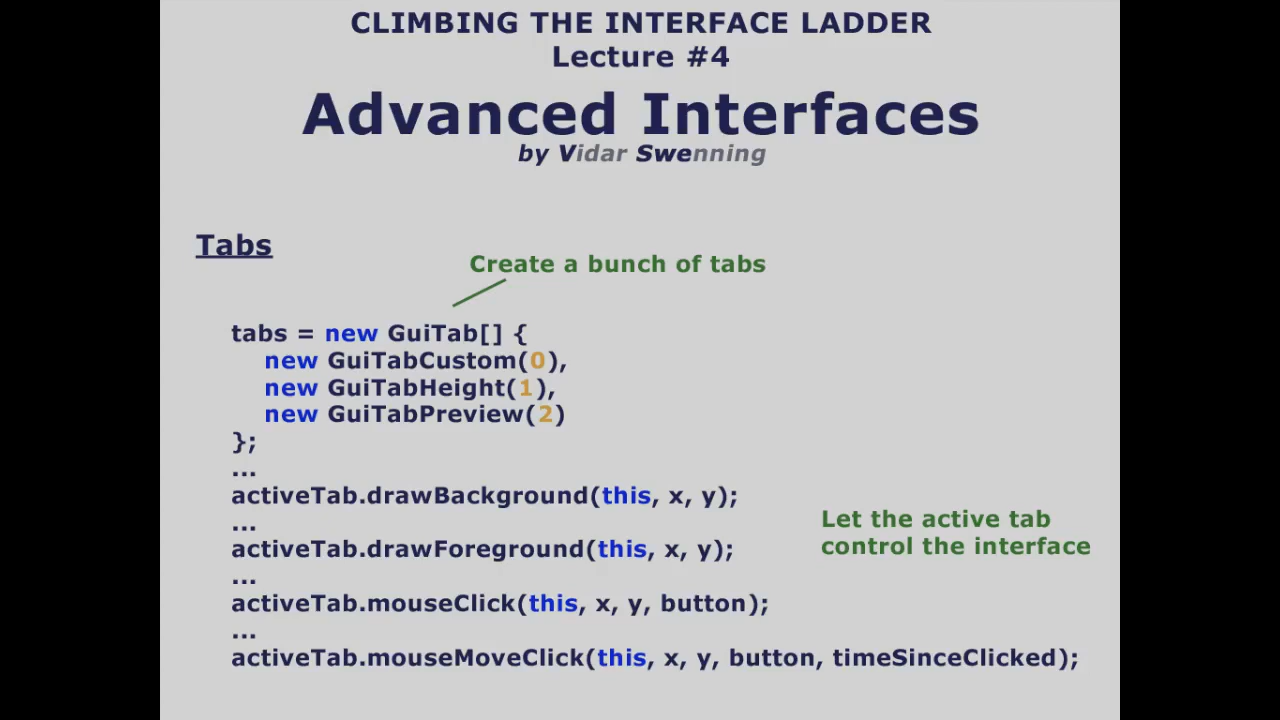 CLIMBING THE INTERFACE LADDER
Lecture #4
Advanced Interfaces
by Vidar Swenning
Tabs
Create a bunch of tabs
tabs = new GuiTab[] {
new GuiTabCustom(0),
new GuiTabHeight(1),
new GuiTabPreview(2)
};
...
activeTab.drawBackground(this, x, y);
...
activeTab.drawForeground(this, x, y);
...
activeTab.mouseClick(this, x, y, button);
...
activeTab.mouseMoveClick(this, x, y, button, timeSinceClicked);
Let the active tab
control the interface